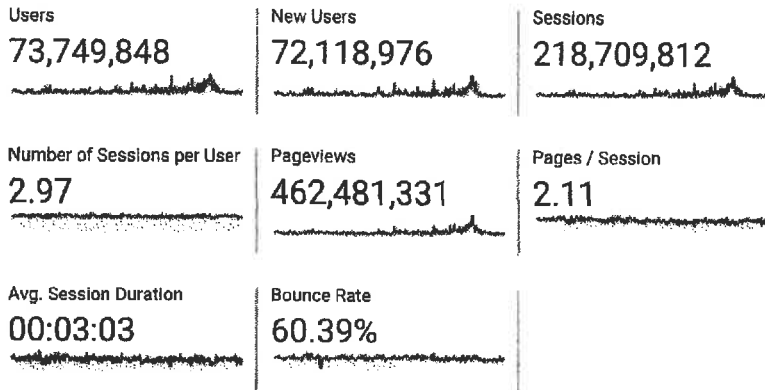 Users
73,749,848
New Users
72,118,976
Sessions
218,709,812
Number of Sessions per User
2.97
Pageviews
462,481,331
Pages / Session
2.11
Avg. Session Duration
00:03:03
Bounce Rate
60.39%